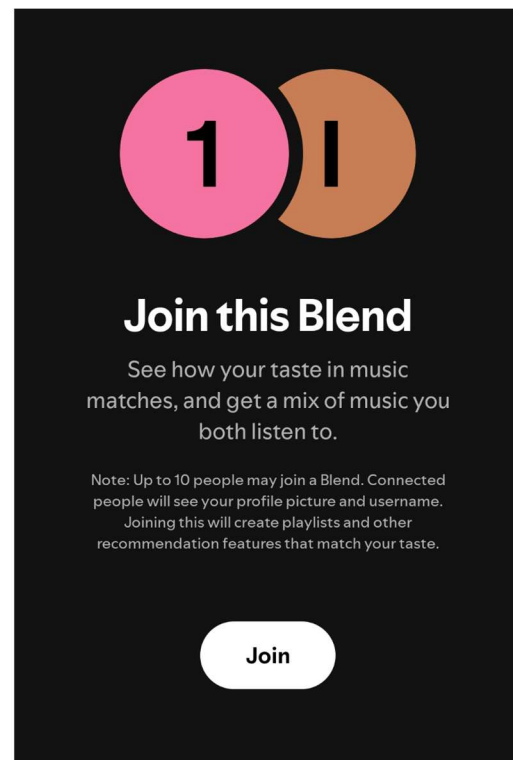 1 I
Join this Blend
See how your taste in music
matches, and get a mix of music you
both listen to.
Note: Up to 10 people may join a Blend. Connected
people will see your profile picture and username.
Joining this will create playlists and other
recommendation features that match your taste.
Join